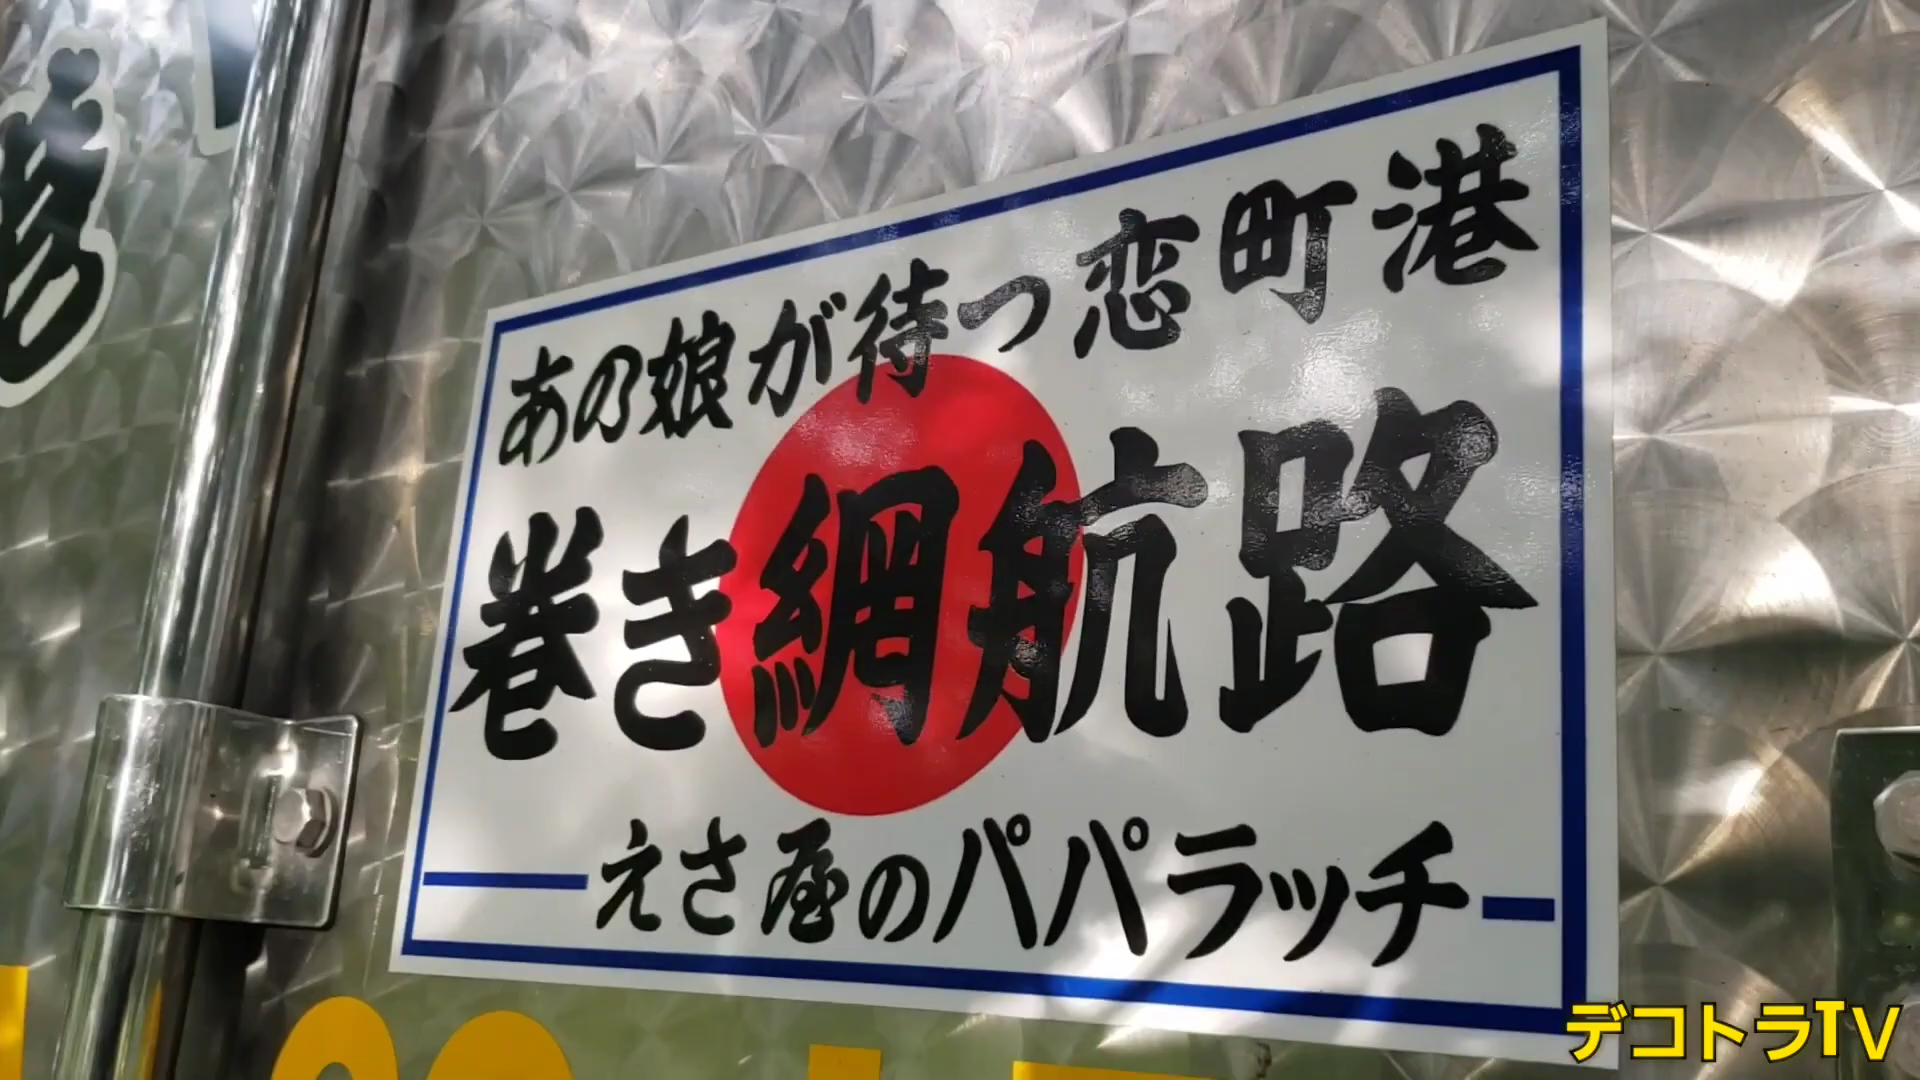 あの娘が待つ恋町港
巻き網航路
えさ屋のパパラッチ
デコトラTV